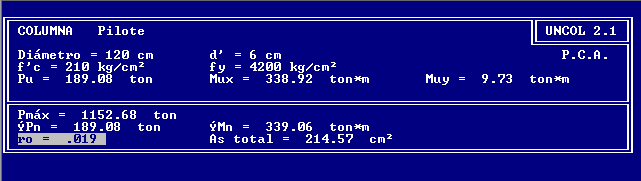 COLUMNA   Pilote
UNCOL 2.1
Diámetro = 120 cm   d' = 6 cm   P.C.A.
f'c = 210 kg/cm²   fy = 4200 kg/cm²
Pu =  189.08  ton   Mux =  338.92  ton*m   Muy =  9.73  ton*m
Pmáx =  1152.68  ton
ÝPn =  189.08  ton   ÝMn =  339.06  ton*m
ro =  .019   As total =  214.57  cm²